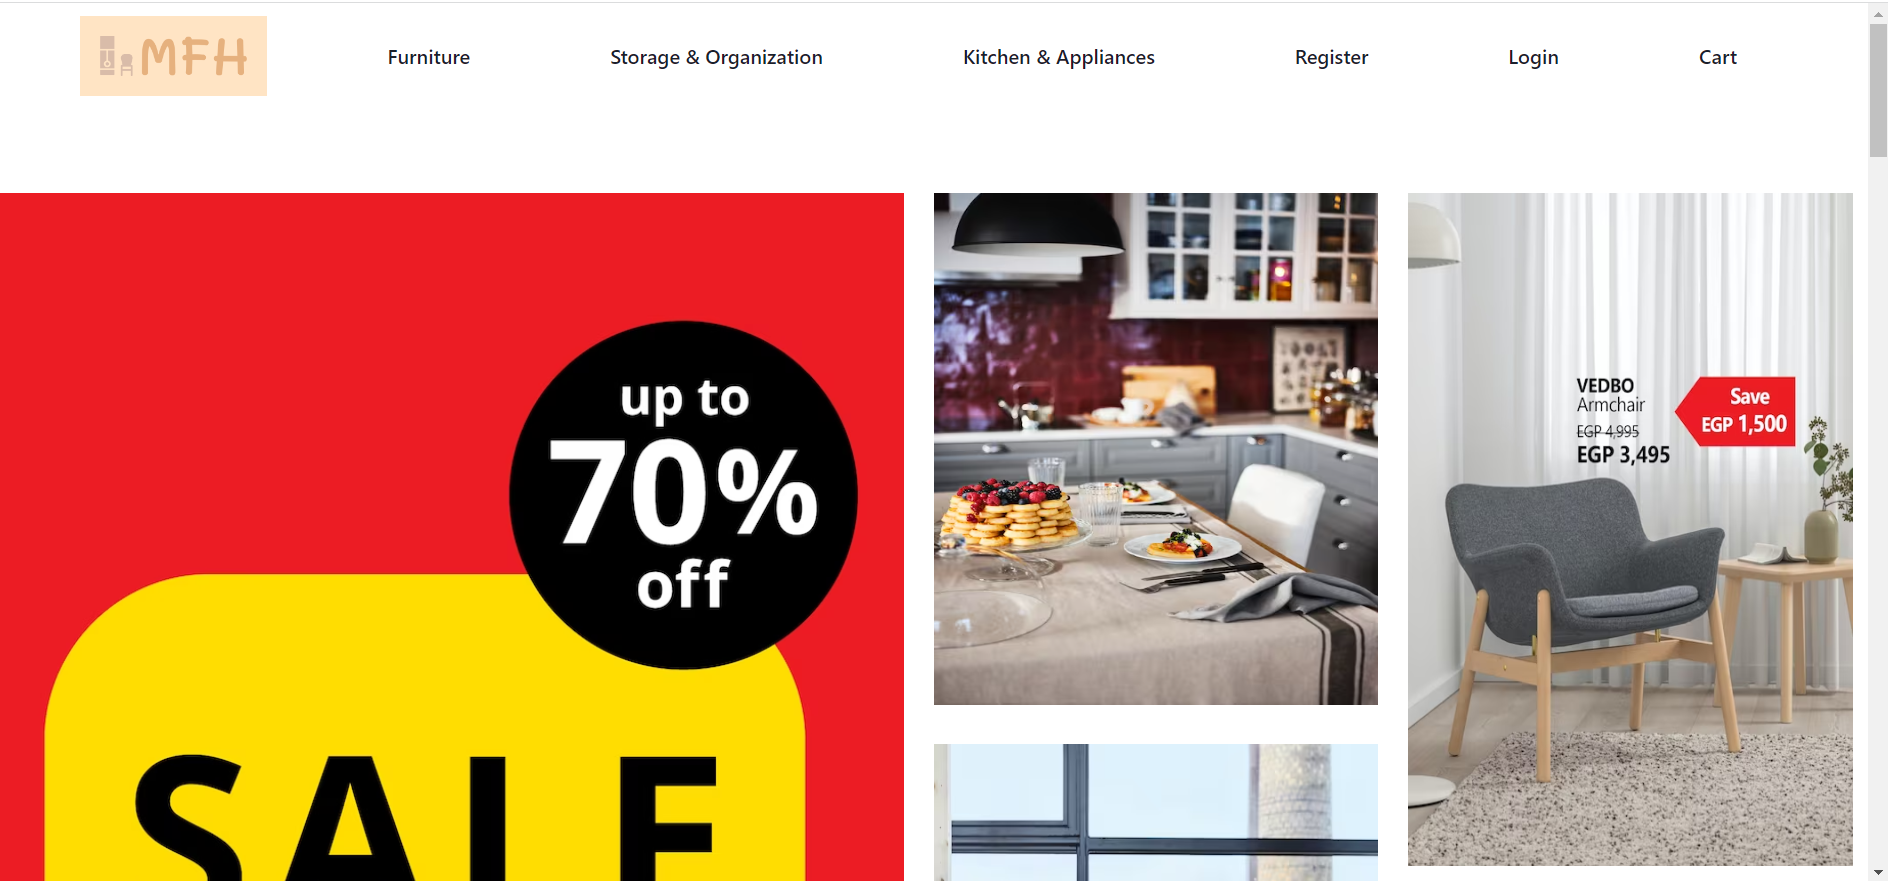 MFH
Furniture
Storage & Organization
Kitchen & Appliances
Register
Login
Cart
up to
70%
off
SALE
VEDBO
Armchair
EGP 4,995
EGP 3,495
Save
EGP 1,500